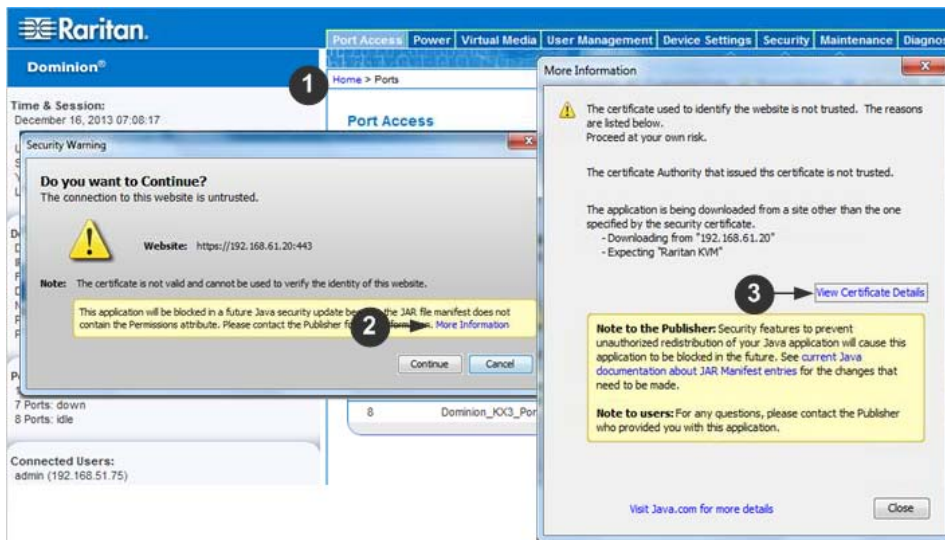 Raritan.
Dominion®
Port Access Power Virtual Media User Management Device Settings Security Maintenance Diagnos
1
Home > Ports
Time & Session:
December 16, 2013 07:08:17
Port Access
Security Warning
Do you want to Continue?
The connection to this website is untrusted.
Website: https://192.168.61.20:443
Note: The certificate is not valid and cannot be used to verify the identity of this website.
This application will be blocked in a future Java security
update the JAR file manifest does not
contain the Permissions attribute. Please contact the Publisher More Information
2
Continue
Cancel
7 Ports: down
8 Ports: idle
8 Dominion_KX3_Por
Connected Users:
admin (192.168.51.75)
More Information
The certificate used to identify the website is not trusted. The reasons
are listed below.
Proceed at your own risk.
The certificate Authority that issued ths certificate is not trusted.
The application is being downloaded from a site other than the one
specified by the security certificate.
- Downloading from "192.168.61.20"
- Expecting "Raritan KVM"
3
View Certificate Details
Note to the Publisher: Security features to prevent
unauthorized redistribution of your Java application will cause this
application to be blocked in the future. See current Java
documentation about JAR Manifest entries for the changes that
need to be made.
Note to users: For any questions, please contact the Publisher
who provided you with this application.
Visit Java.com for more details
Close